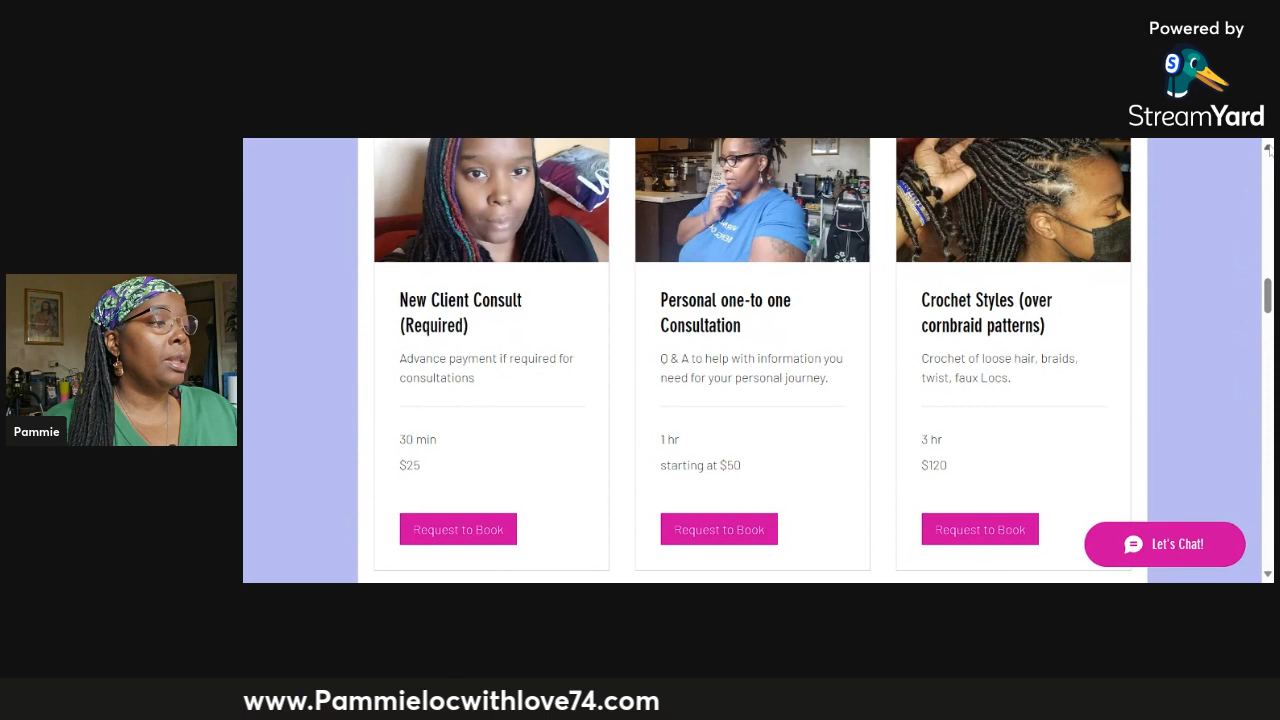 Powered by
S
StreamYard
New Client Consult
(Required)
Advance payment if required for
consultations
30 min
$25
Request to Book
Personal one-to one
Consultation
Q & A to help with information you
need for your personal journey.
1 hr
starting at $50
Request to Book
Crochet Styles (over
cornbraid patterns)
Crochet of loose hair, braids,
twist, faux Locs.
3 hr
$120
Request to Book
Let's Chat!
Pammie
www.Pammielocwithlove74.com